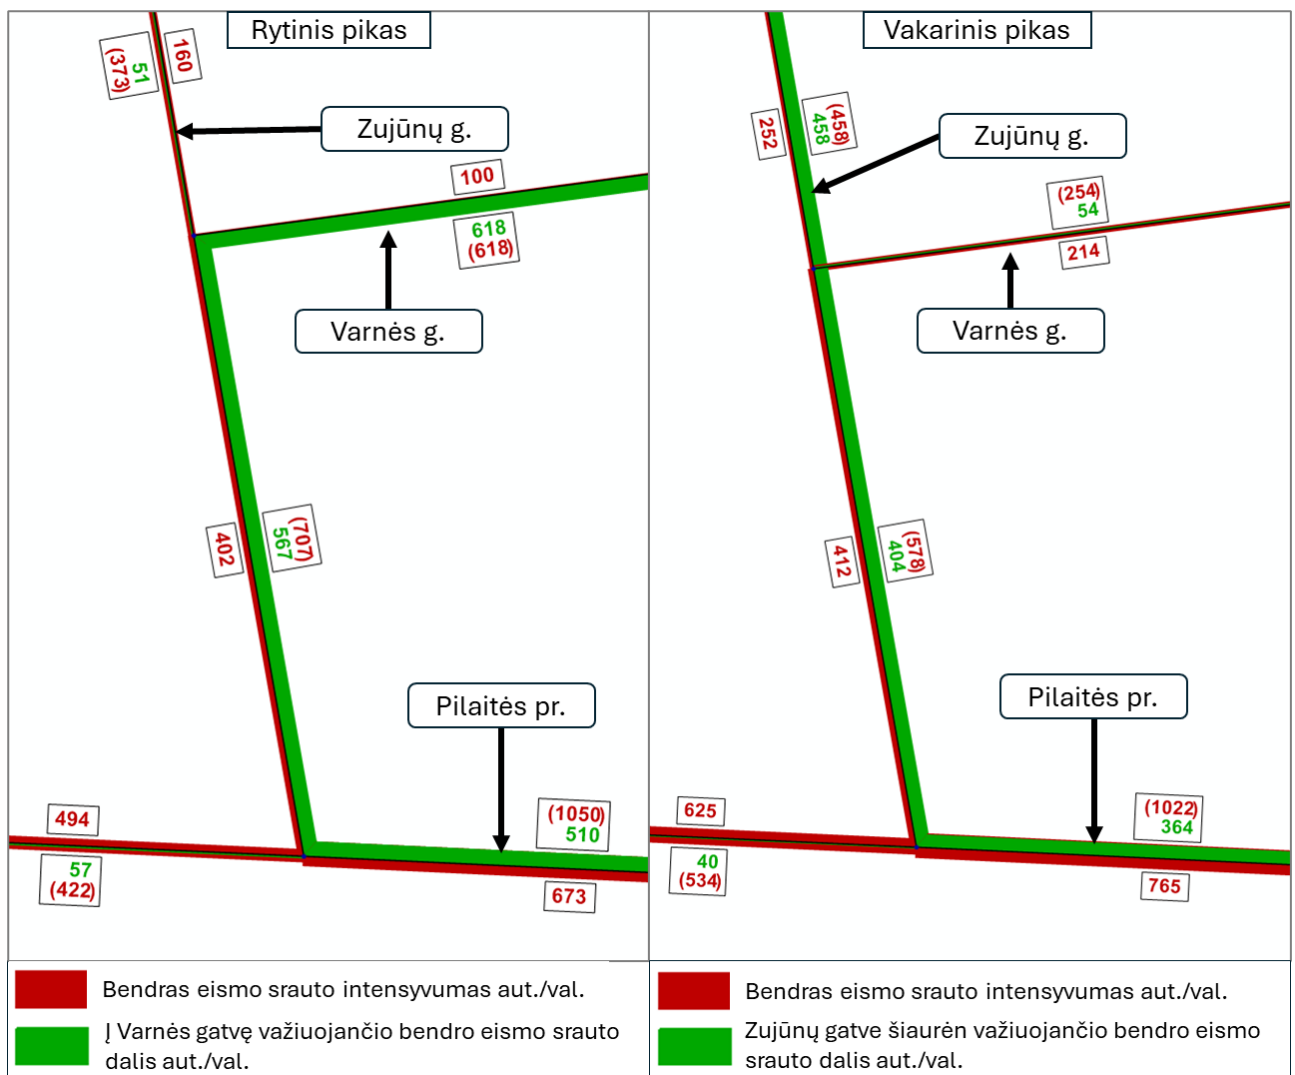 Rytinis pikas
160
51
(373)
Zujūnų g.
100
618
(618)
Varnės g.
402
(707)
567
Pilaitės pr.
494
57
(422)
(1050)
510
673
Bendras eismo srauto intensyvumas aut./val.
Į Varnės gatvę važiuojančio bendro eismo srauto
dalis aut./val.
Vakarinis pikas
252
(458)
458
Zujūnų g.
(254)
54
214
Varnės g.
412
(578)
404
Pilaitės pr.
625
40
(534)
(1022)
364
765
Bendras eismo srauto intensyvumas aut./val.
Zujūnų gatve šiaurėn važiuojančio bendro eismo
srauto dalis aut./val.